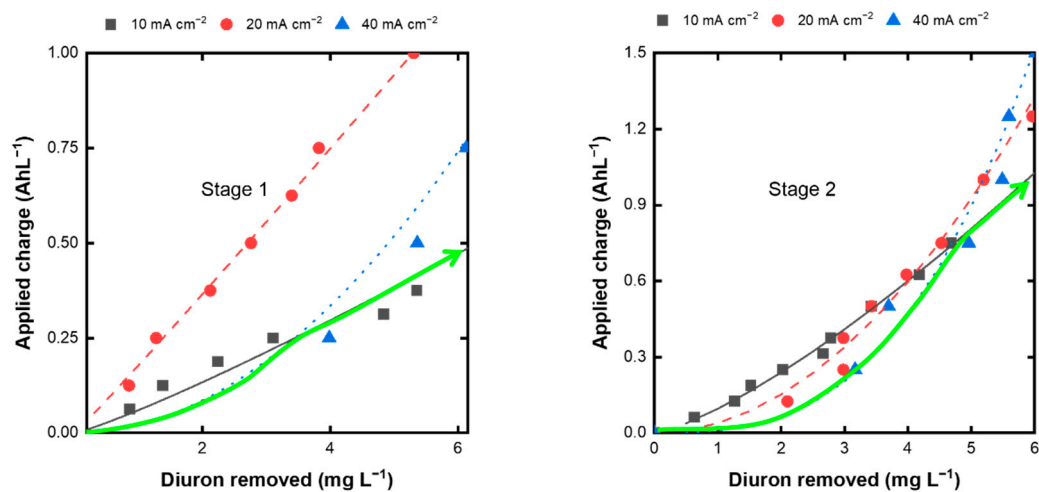 10 mA cm⁻² 20 mA cm⁻² 40 mA cm⁻²
1.00
0.75
0.50
0.25
0.00
Applied charge (AhL⁻¹)
Stage 1
2 4 6
Diuron removed (mg L⁻¹)
10 mA cm⁻² 20 mA cm⁻² 40 mA cm⁻²
1.5
1.2
0.9
0.6
0.3
0.0
Applied charge (AhL⁻¹)
Stage 2
0 1 2 3 4 5 6
Diuron removed (mg L⁻¹)